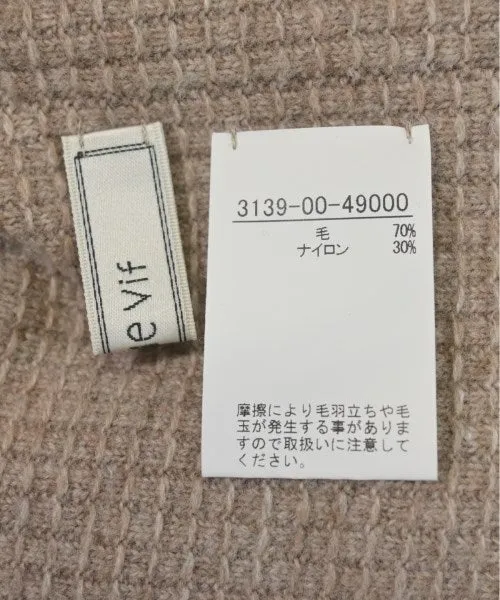 e Vif
3139-00-49000
毛 70%
ナイロン 30%
摩擦により毛羽立ちや毛
玉が発生する事がありま
すので取扱いに注意して
ください。